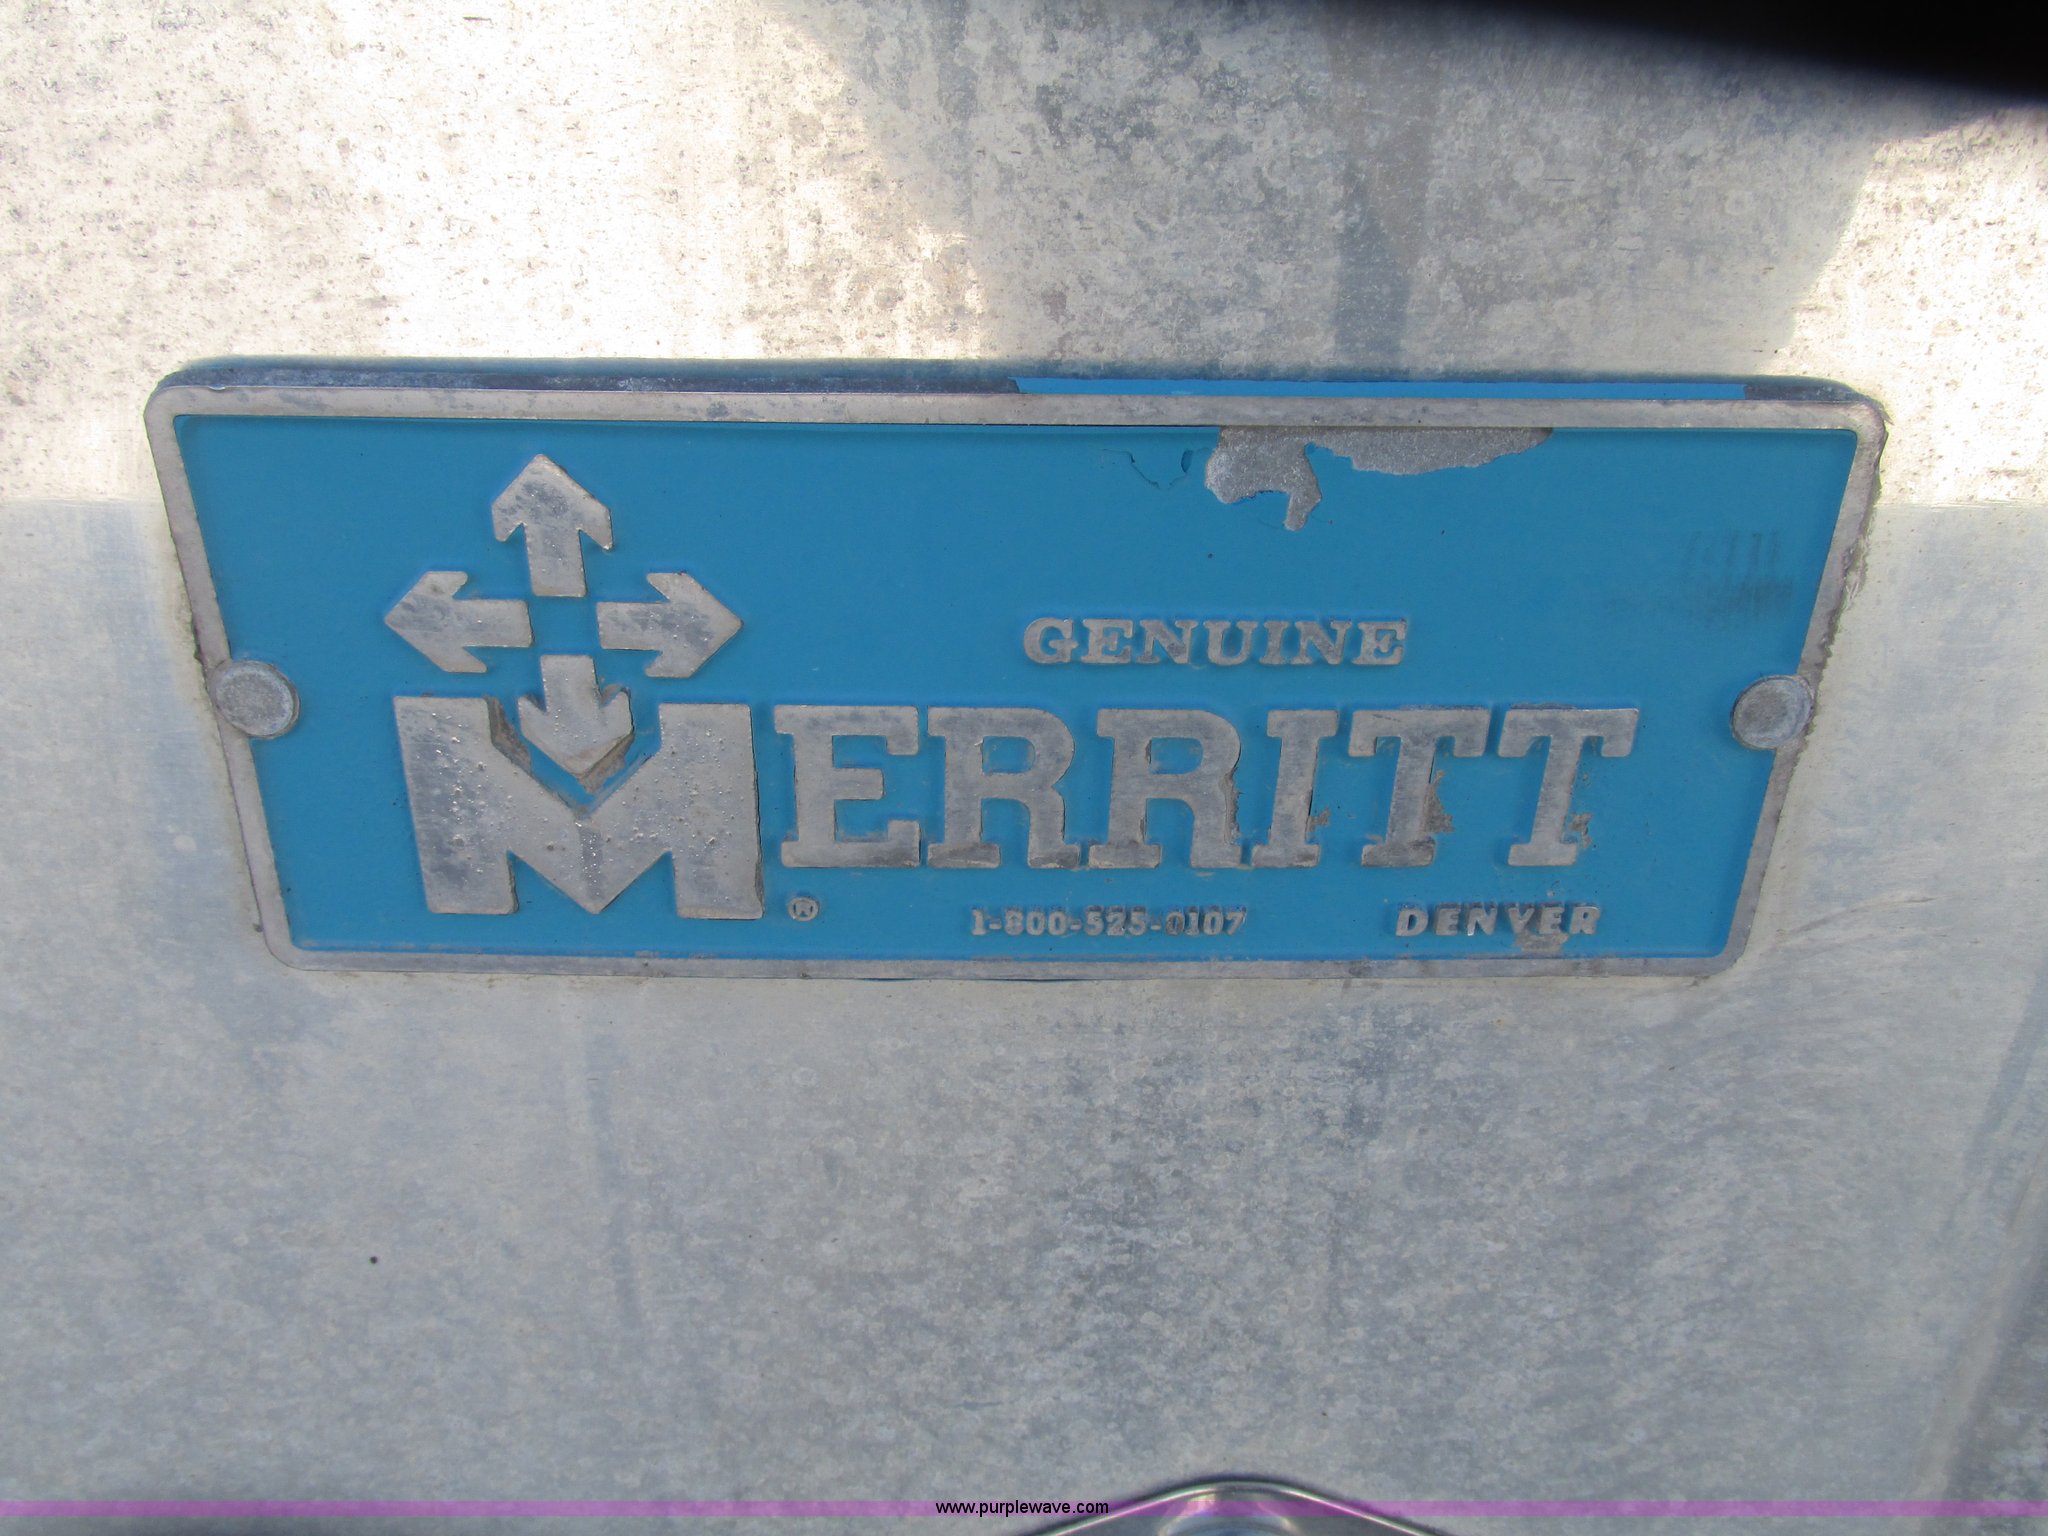 GENUINE
MERRITT
®
1-800-525-0107 DENVER
www.purplewave.com